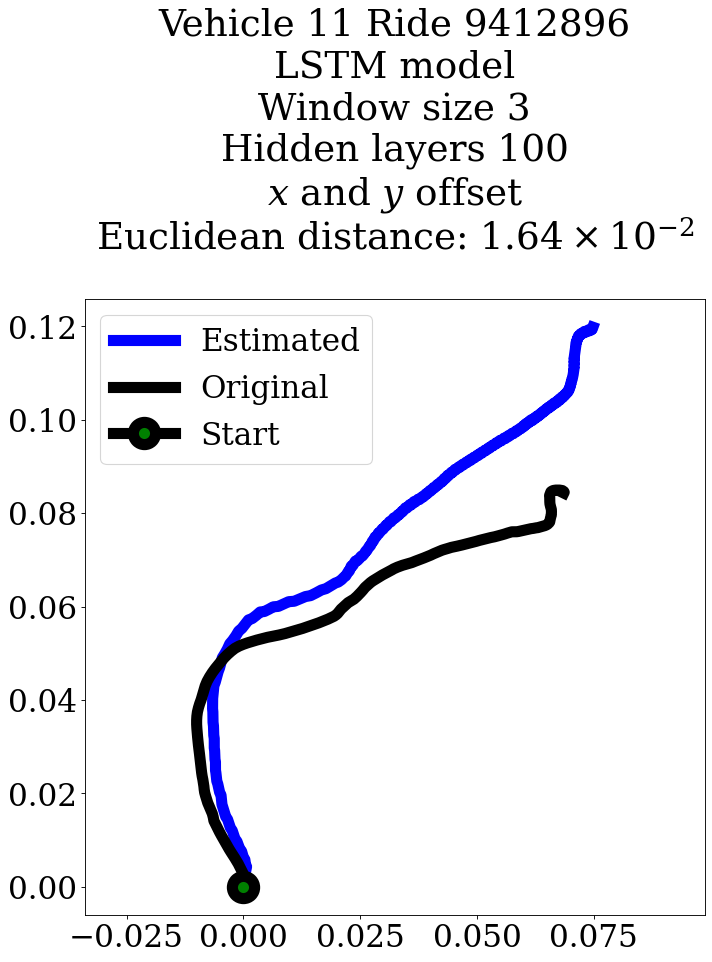 Vehicle 11 Ride 9412896
LSTM model
Window size 3
Hidden layers 100
x and y offset
Euclidean distance: 1.64 × 10⁻²
Estimated
Original
Start
0.12
0.10
0.08
0.06
0.04
0.02
0.00
−0.025 0.000 0.025 0.050 0.075